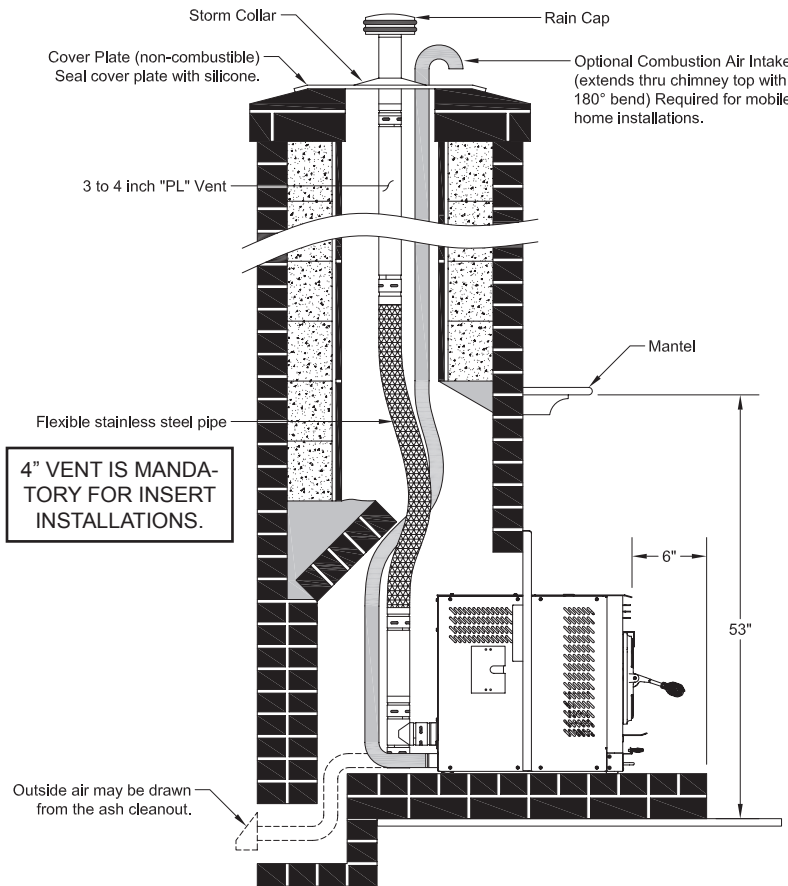 Storm Collar
Rain Cap
Cover Plate (non-combustible)
Seal cover plate with silicone.
Optional Combustion Air Intake
(extends thru chimney top with
180° bend) Required for mobile
home installations.
3 to 4 inch "PL" Vent
Mantel
Flexible stainless steel pipe
4” VENT IS MANDA-
TORY FOR INSERT
INSTALLATIONS.
6"
53"
Outside air may be drawn
from the ash cleanout.